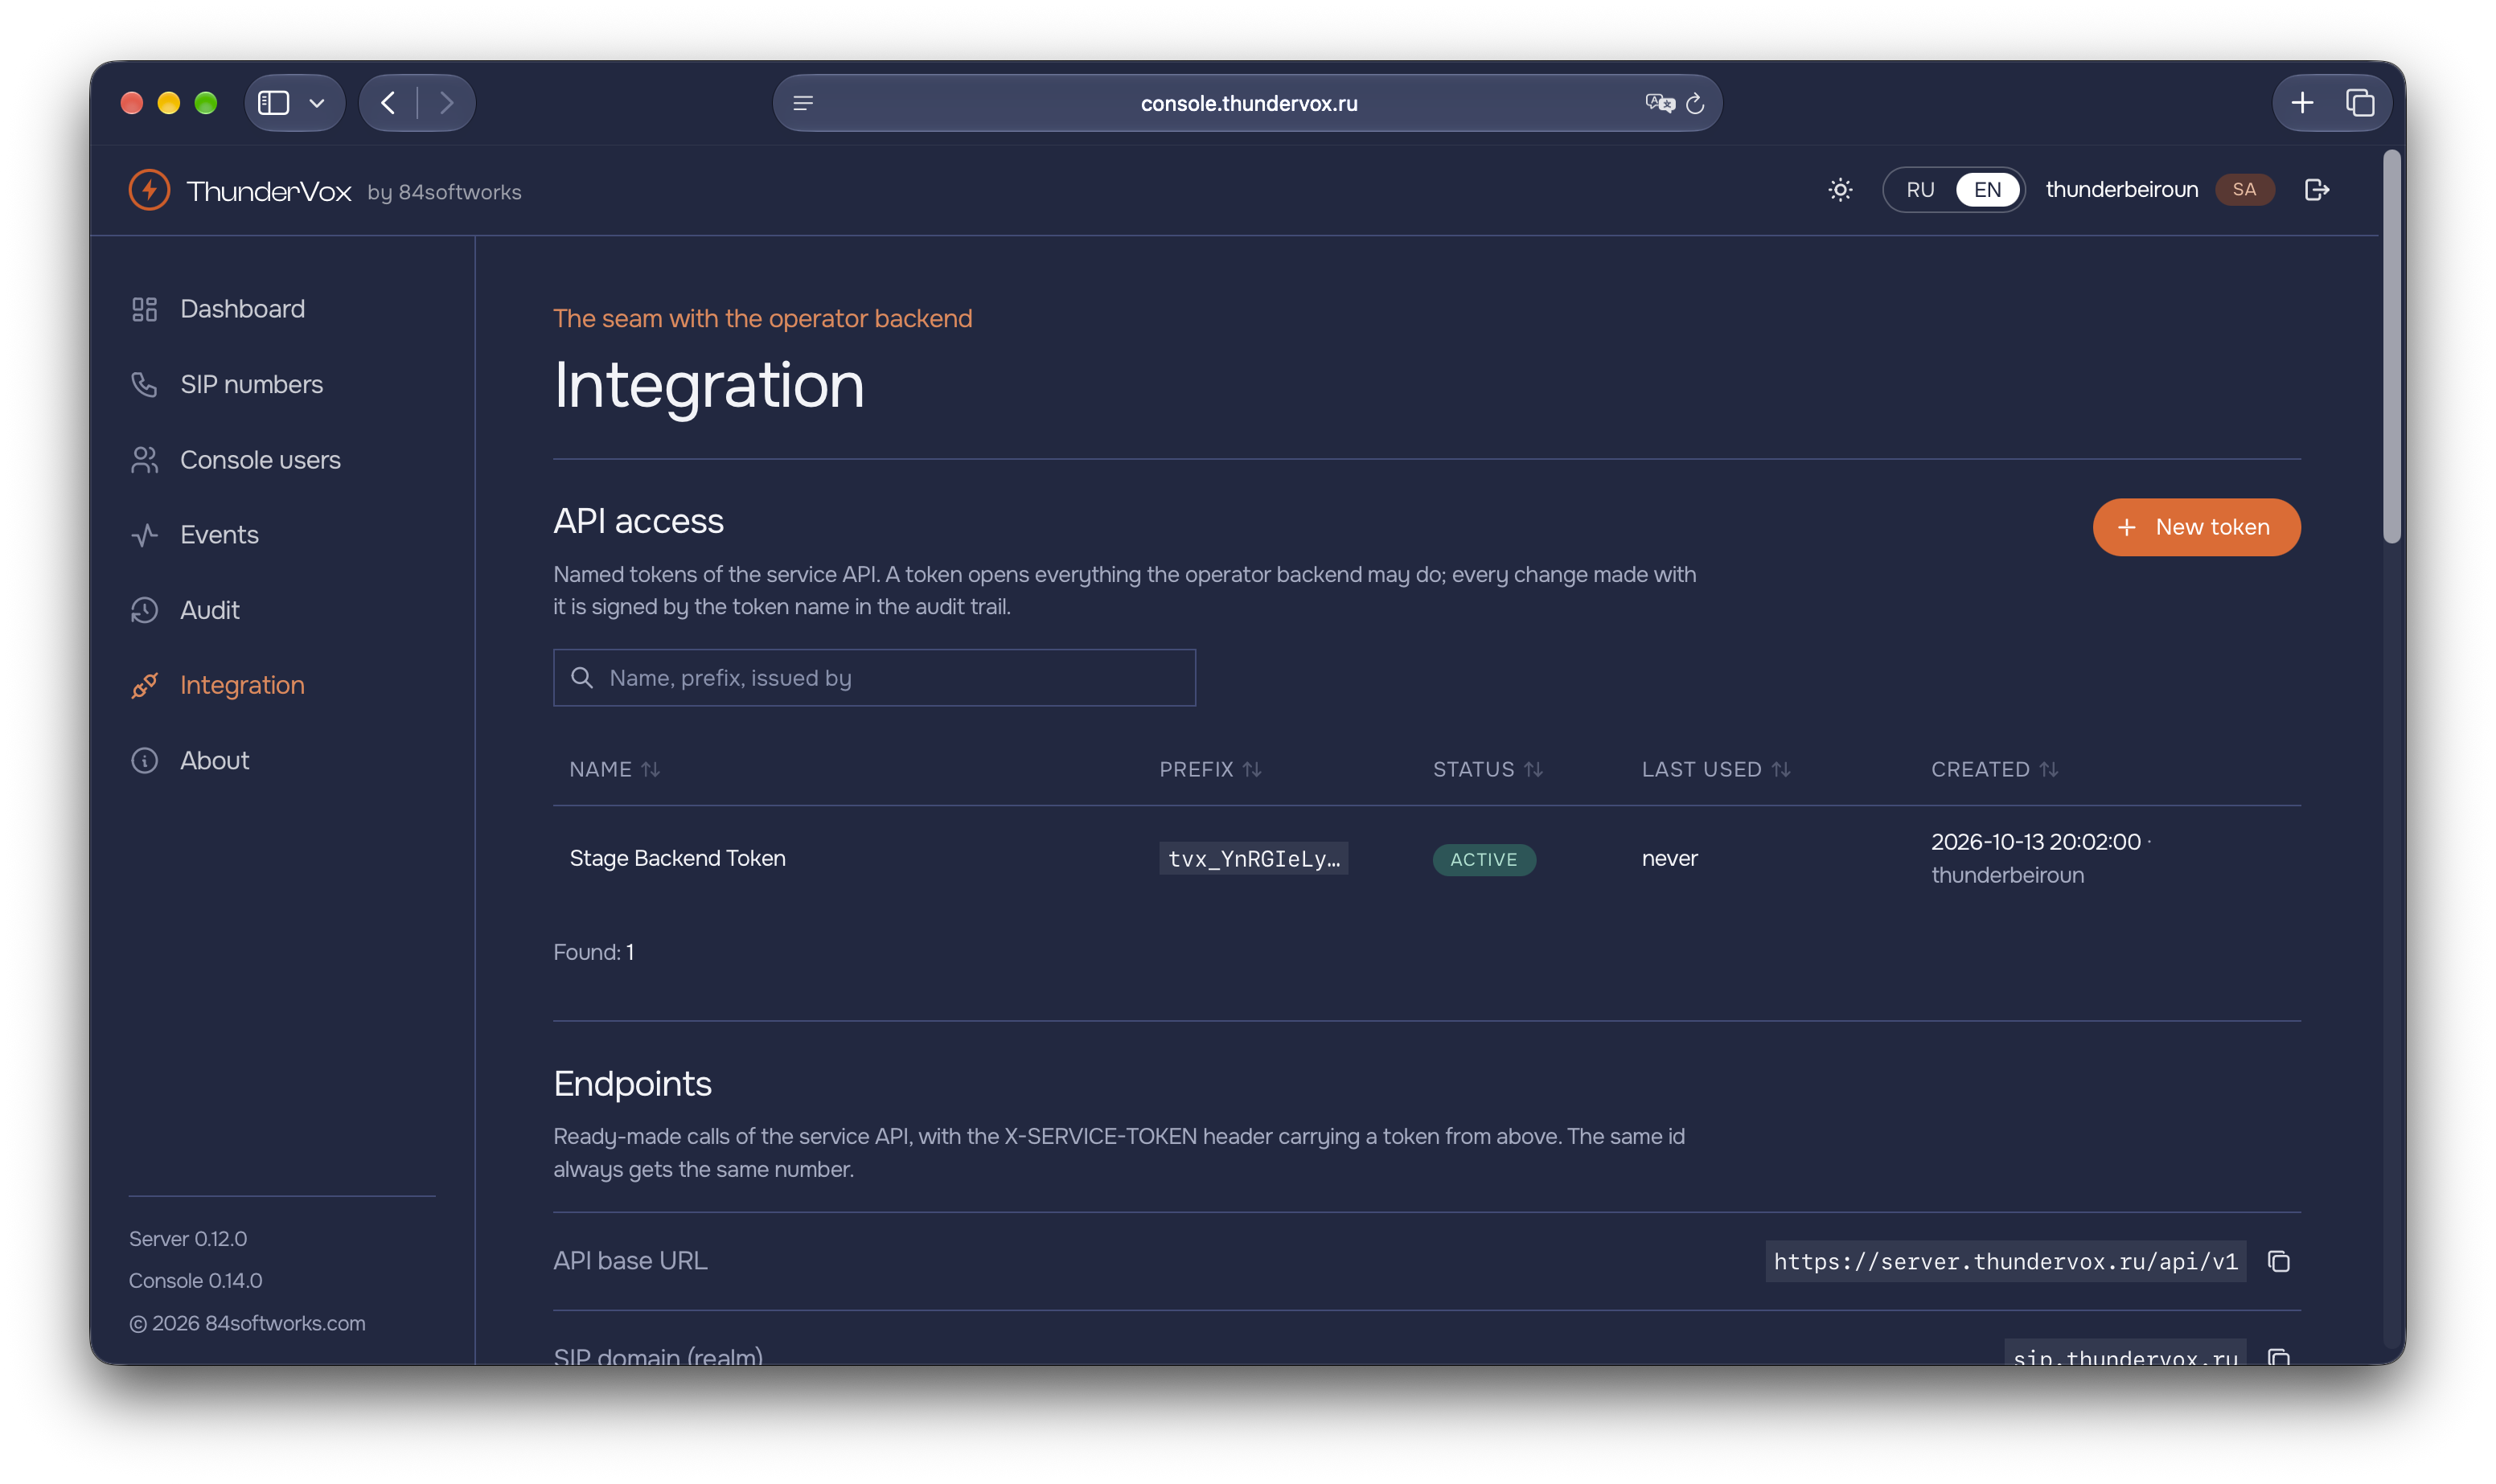 console.thundervox.ru
ThunderVox by 84softworks
RU EN thunderbeiroun SA
Dashboard
SIP numbers
Console users
Events
Audit
Integration
About
Server 0.12.0
Console 0.14.0
© 2026 84softworks.com
The seam with the operator backend
Integration
API access
New token
Named tokens of the service API. A token opens everything the operator backend may do; every change made with
it is signed by the token name in the audit trail.
Name, prefix, issued by
NAME PREFIX STATUS LAST USED CREATED
Stage Backend Token tvx_YnRGIeLy… ACTIVE never 2026-10-13 20:02:00 ·
thunderbeiroun
Found: 1
Endpoints
Ready-made calls of the service API, with the X-SERVICE-TOKEN header carrying a token from above. The same id
always gets the same number.
API base URL https://server.thundervox.ru/api/v1
SIP domain (realm) sip.thundervox.ru